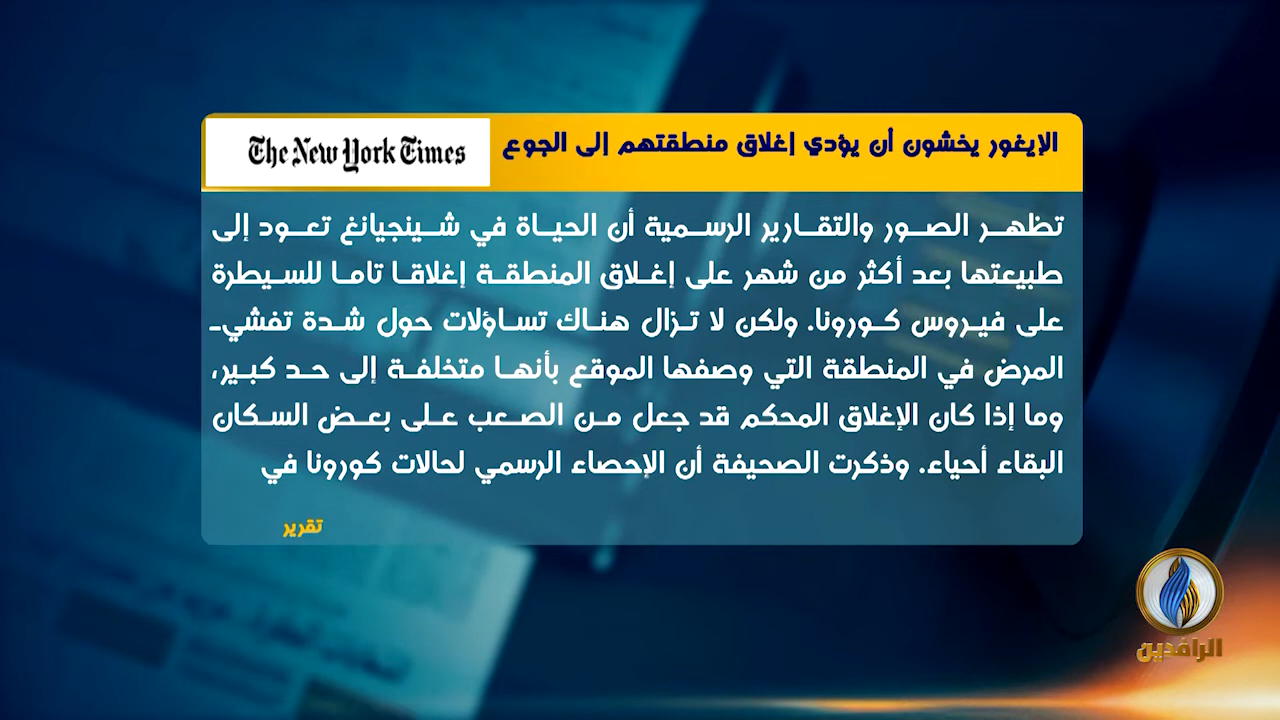 الإيغور يخشون أن يؤدي إغلاق منطقتهم إلى الجوع
The New York Times
تظهر الصور والتقارير الرسمية أن الحياة في شينجيانغ تعود إلى
طبيعتها بعد أكثر من شهر على إغلاق المنطقة إغلاقا تاما للسيطرة
على فيروس كورونا. ولكن لا تزال هناك تساؤلات حول شدة تفشي
المرض في المنطقة التي وصفها الموقع بأنها متخلفة إلى حد كبير،
وما إذا كان الإغلاق المحكم قد جعل من الصعب على بعض السكان
البقاء أحياء. وذكرت الصحيفة أن الإحصاء الرسمي لحالات كورونا في
تقرير
الرافدين